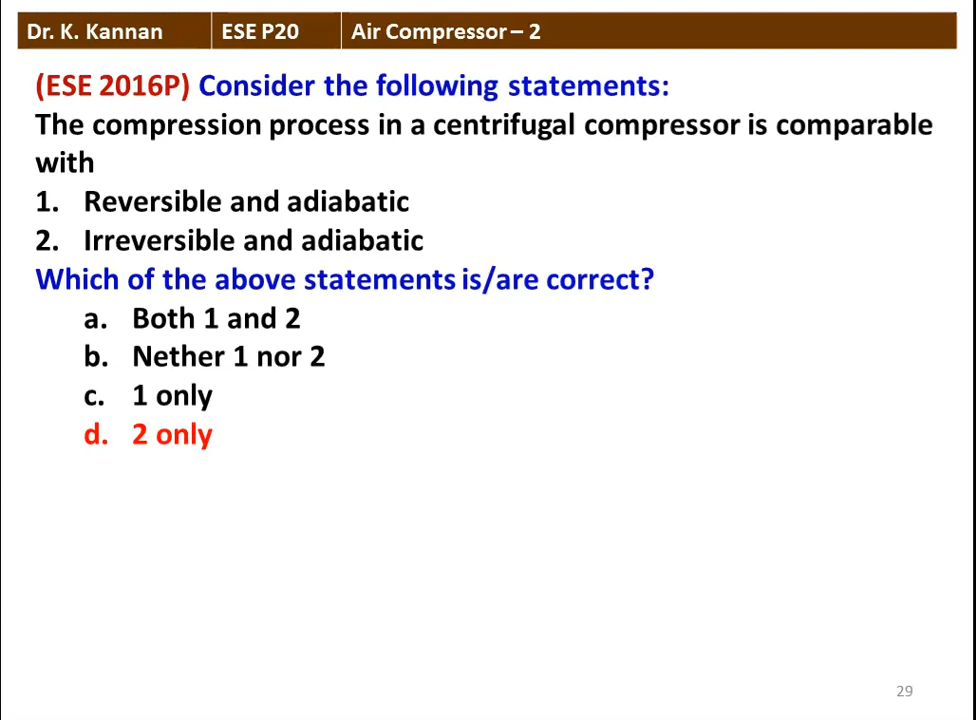 Dr. K. Kannan ESE P20 Air Compressor – 2
(ESE 2016P) Consider the following statements:
The compression process in a centrifugal compressor is comparable
with
1. Reversible and adiabatic
2. Irreversible and adiabatic
Which of the above statements is/are correct?
a. Both 1 and 2
b. Nether 1 nor 2
c. 1 only
d. 2 only
29